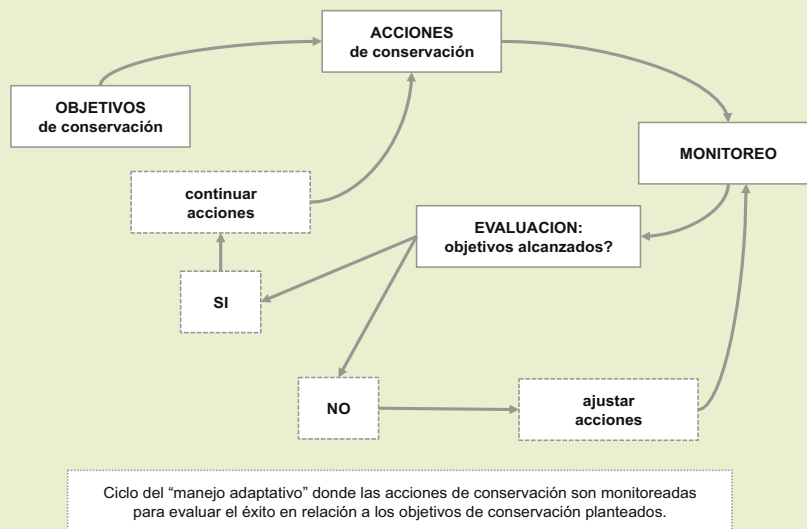 ACCIONES
de conservación
OBJETIVOS
de conservación
MONITOREO
continuar
acciones
EVALUACION:
objetivos alcanzados?
SI
NO
ajustar
acciones
Ciclo del “manejo adaptativo” donde las acciones de conservación son monitoreadas
para evaluar el éxito en relación a los objetivos de conservación planteados.